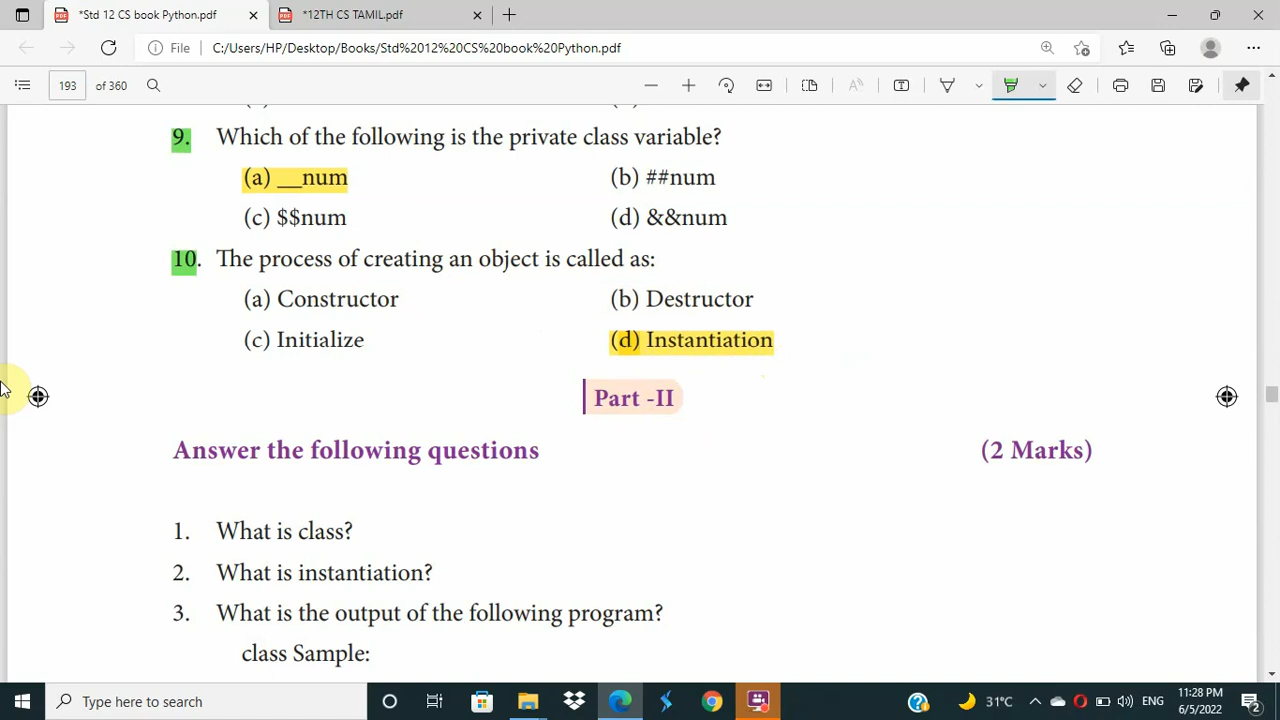 *Std 12 CS book Python.pdf
*12TH CS TAMIL.pdf
File C:/Users/HP/Desktop/Books/Std%2012%20CS%20book%20Python.pdf
193 of 360
9. Which of the following is the private class variable?
(a) __num (b) ##num
(c) $$num (d) &&num
10. The process of creating an object is called as:
(a) Constructor (b) Destructor
(c) Initialize (d) Instantiation
Part -II
Answer the following questions (2 Marks)
1. What is class?
2. What is instantiation?
3. What is the output of the following program?
class Sample:
Type here to search
31°C
ENG
11:28 PM
6/5/2022
2